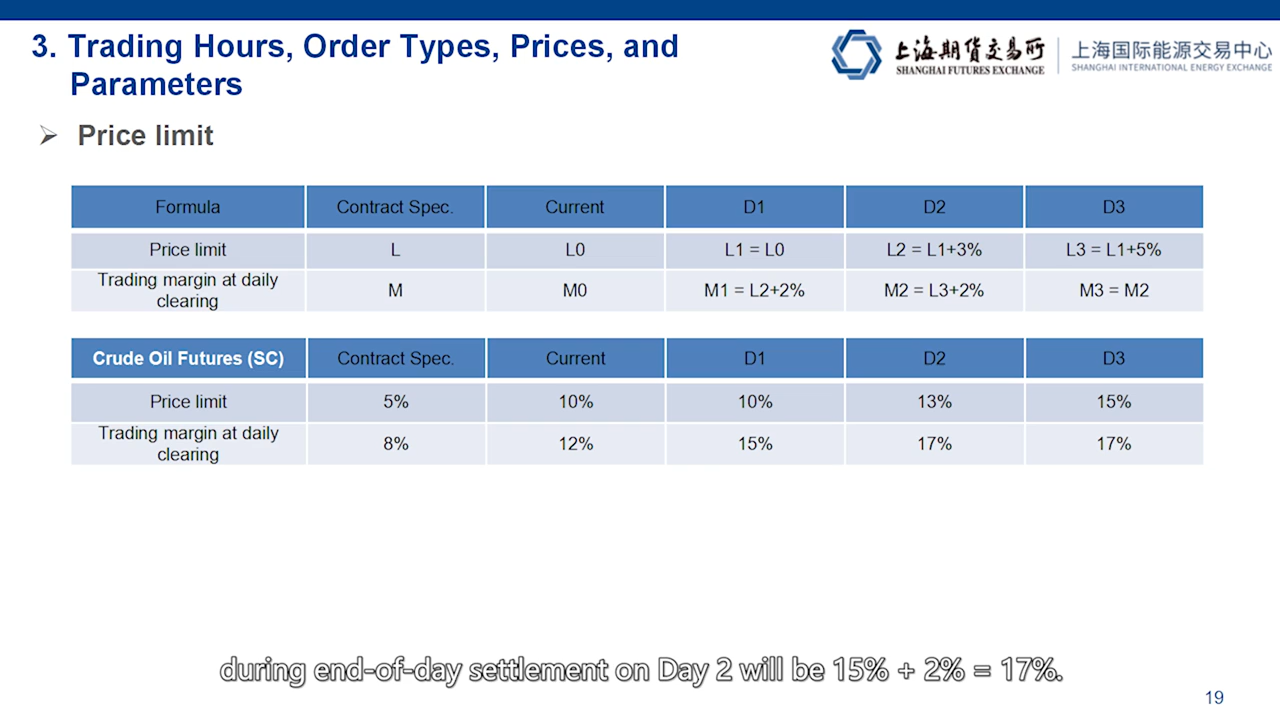 3. Trading Hours, Order Types, Prices, and
Parameters
上海期货交易所
SHANGHAI FUTURES EXCHANGE
上海国际能源交易中心
SHANGHAI INTERNATIONAL ENERGY EXCHANGE
Price limit
Formula Contract Spec. Current D1 D2 D3
Price limit L L0 L1 = L0 L2 = L1+3% L3 = L1+5%
Trading margin at daily
clearing M M0 M1 = L2+2% M2 = L3+2% M3 = M2
Crude Oil Futures (SC) Contract Spec. Current D1 D2 D3
Price limit 5% 10% 10% 13% 15%
Trading margin at daily
clearing 8% 12% 15% 17% 17%
during end-of-day settlement on Day 2 will be 15% + 2% = 17%.
19